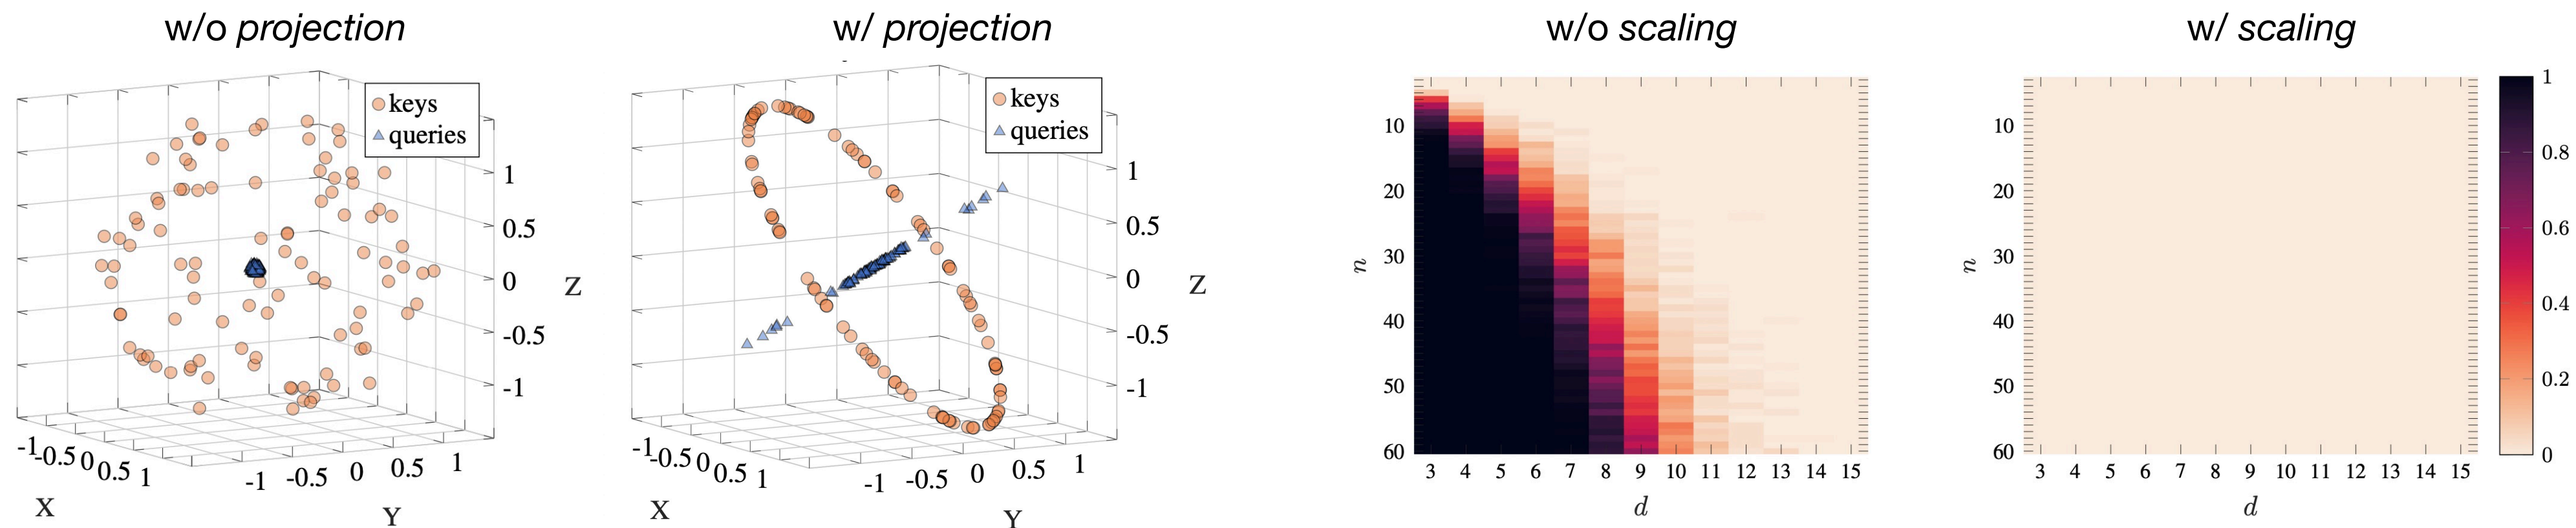 w/o projection
keys
queries
1
0.5
0
-0.5
-1
Z
-1
-0.5
0
0.5
1
X
-1
-0.5
0
0.5
1
Y
w/ projection
keys
queries
1
0.5
0
-0.5
-1
Z
-1
-0.5
0
0.5
1
X
-1
-0.5
0
0.5
1
Y
w/o scaling
10
20
30
40
50
60
n
3 4 5 6 7 8 9 10 11 12 13 14 15
d
w/ scaling
10
20
30
40
50
60
n
3 4 5 6 7 8 9 10 11 12 13 14 15
d
1
0.8
0.6
0.4
0.2
0